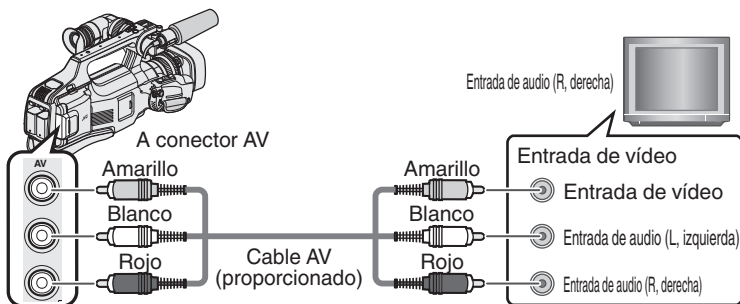 Entrada de audio (R, derecha)
A conector AV
AV
Amarillo
Blanco
Rojo
Cable AV
(proporcionado)
Amarillo
Blanco
Rojo
Entrada de vídeo
Entrada de vídeo
Entrada de audio (L, izquierda)
Entrada de audio (R, derecha)